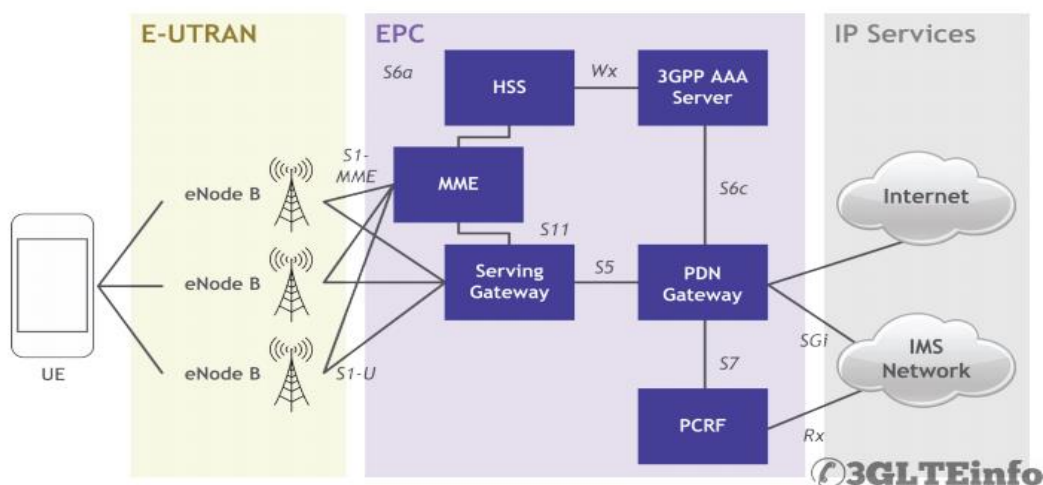 E-UTRAN
EPC
IP Services
S6a
HSS
Wx
3GPP AAA
Server
S1-
MME
MME
eNode B
S6c
Internet
S11
eNode B
Serving
Gateway
S5
PDN
Gateway
UE
eNode B
S1-U
S7
SGi
IMS
Network
PCRF
Rx
3GLTEinfo